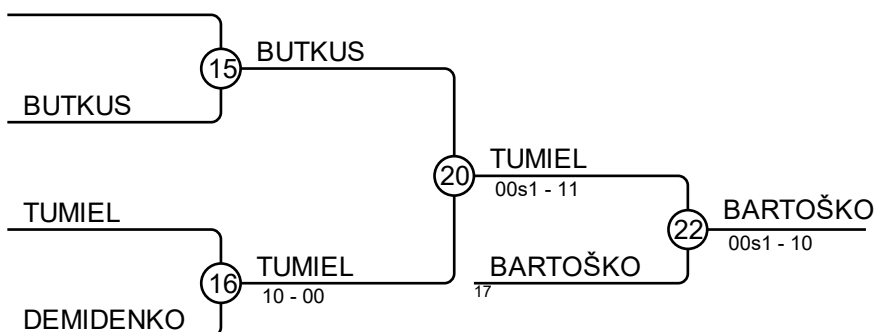 BUTKUS
15
BUTKUS
TUMIEL
20
00s1 - 11
BARTOŠKO
TUMIEL
22
00s1 - 10
TUMIEL
BARTOŠKO
16
10 - 00
17
DEMIDENKO